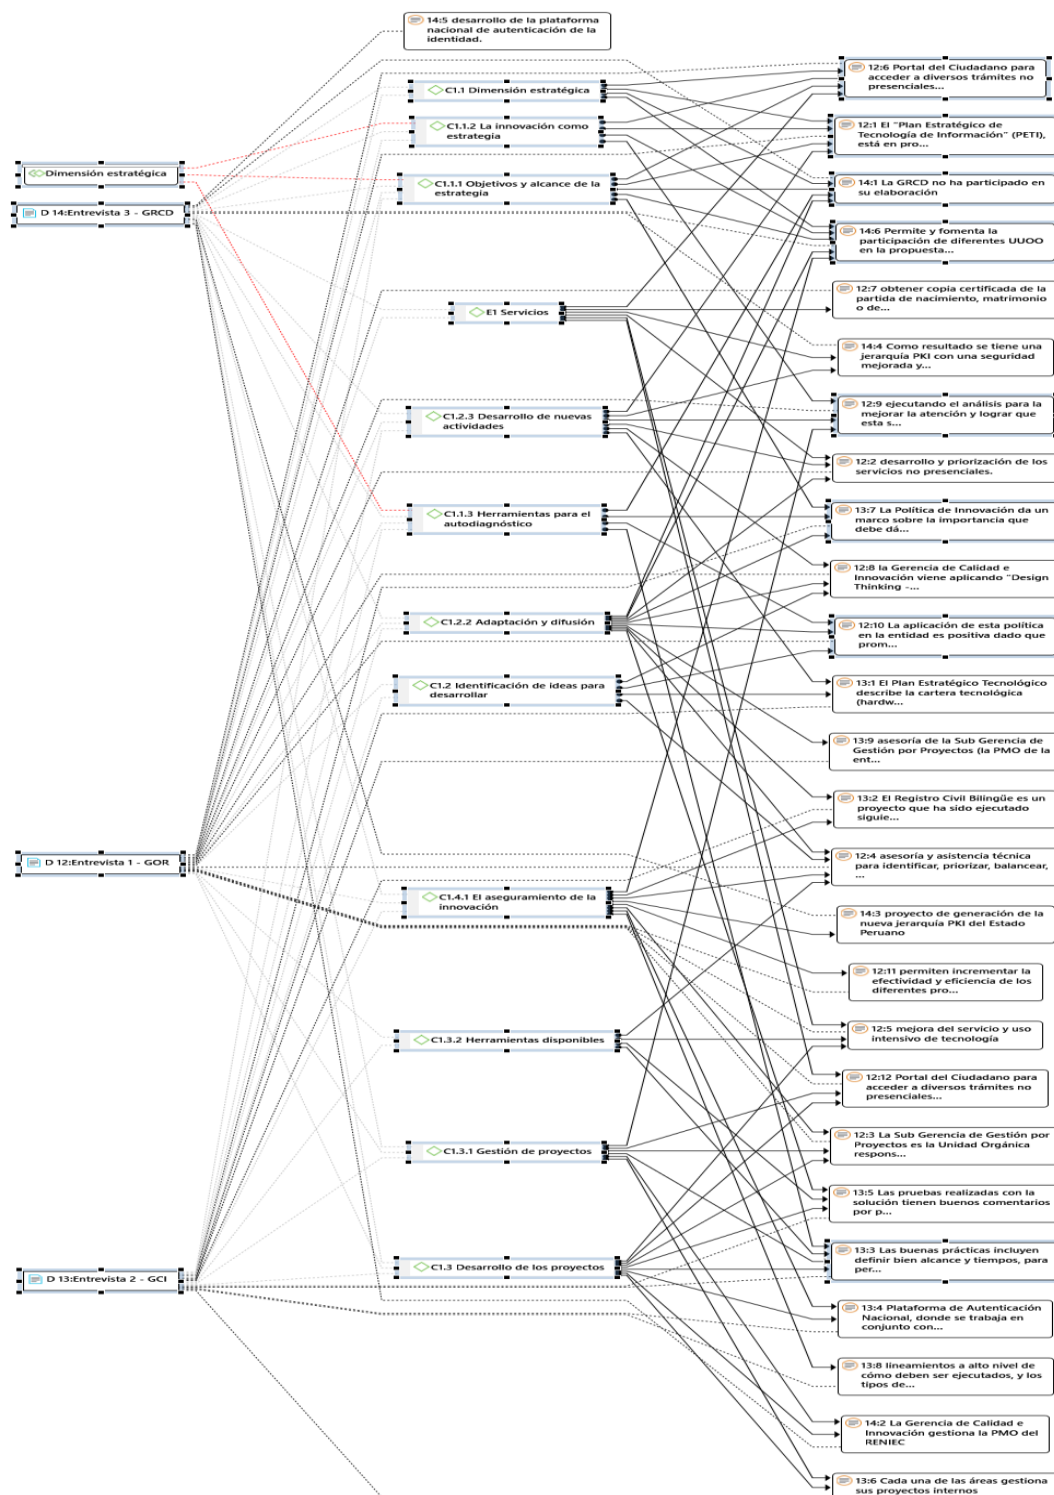 14:5 desarrollo de la plataforma
nacional de autenticación de la
identidad.
Dimensión estratégica
D 14:Entrevista 3 - GRCD
D 12:Entrevista 1 - GOR
D 13:Entrevista 2 - GCI
C1.1 Dimensión estratégica
C1.1.2 La innovación como
estrategia
C1.1.1 Objetivos y alcance de la
estrategia
E1 Servicios
C1.2.3 Desarrollo de nuevas
actividades
C1.1.3 Herramientas para el
autodiagnóstico
C1.2.2 Adaptación y difusión
C1.2 Identificación de ideas para
desarrollar
C1.4.1 El aseguramiento de la
innovación
C1.3.2 Herramientas disponibles
C1.3.1 Gestión de proyectos
C1.3 Desarrollo de los proyectos
12:6 Portal del Ciudadano para
acceder a diversos trámites no
presenciales...
12:1 El "Plan Estratégico de
Tecnología de Información" (PETI),
está en pro...
14:1 La GRCD no ha participado en
su elaboración
14:6 Permite y fomenta la
participación de diferentes UUOO
en la propuesta...
12:7 obtener copia certificada de la
partida de nacimiento, matrimonio
o de...
14:4 Como resultado se tiene una
jerarquía PKI con una seguridad
mejorada y...
12:9 ejecutando el análisis para la
mejorar la atención y lograr que
esta s...
12:2 desarrollo y priorización de los
servicios no presenciales.
13:7 La Política de Innovación da un
marco sobre la importancia que
debe dá...
12:8 la Gerencia de Calidad e
Innovación viene aplicando "Design
Thinking -...
12:10 La aplicación de esta política
en la entidad es positiva dado que
prom...
13:1 El Plan Estratégico Tecnológico
describe la cartera tecnológica
(hardw...
13:9 asesoría de la Sub Gerencia de
Gestión por Proyectos (la PMO de la
ent...
13:2 El Registro Civil Bilingüe es un
proyecto que ha sido ejecutado
siguie...
12:4 asesoría y asistencia técnica
para identificar, priorizar, balancear,
...
14:3 proyecto de generación de la
nueva jerarquía PKI del Estado
Peruano
12:11 permiten incrementar la
efectividad y eficiencia de los
diferentes pro...
12:5 mejora del servicio y uso
intensivo de tecnología
12:12 Portal del Ciudadano para
acceder a diversos trámites no
presenciales...
12:3 La Sub Gerencia de Gestión por
Proyectos es la Unidad Orgánica
respons...
13:5 Las pruebas realizadas con la
solución tienen buenos comentarios
por p...
13:3 Las buenas prácticas incluyen
definir bien alcance y tiempos, para
per...
13:4 Plataforma de Autenticación
Nacional, donde se trabaja en
conjunto con...
13:8 lineamientos a alto nivel de
cómo deben ser ejecutados, y los
tipos de...
14:2 La Gerencia de Calidad e
Innovación gestiona la PMO del
RENIEC
13:6 Cada una de las áreas gestiona
sus proyectos internos